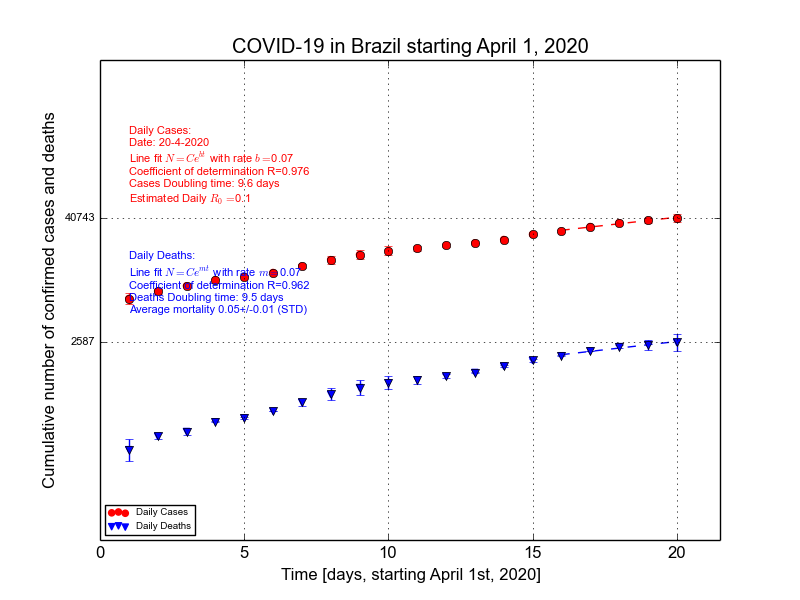 COVID-19 in Brazil starting April 1, 2020
Cumulative number of confirmed cases and deaths
Daily Cases:
Date: 20-4-2020
Line fit N = Ce^{bt} with rate b =0.07
Coefficient of determination R=0.976
Cases Doubling time: 9.6 days
Estimated Daily R_0 =0.1
40743
Daily Deaths:
Line fit N = Ce^{mt} with rate m = 0.07
Coefficient of determination R=0.962
Deaths Doubling time: 9.5 days
Average mortality 0.05+/-0.01 (STD)
2587
Daily Cases
Daily Deaths
0 5 10 15 20
Time [days, starting April 1st, 2020]